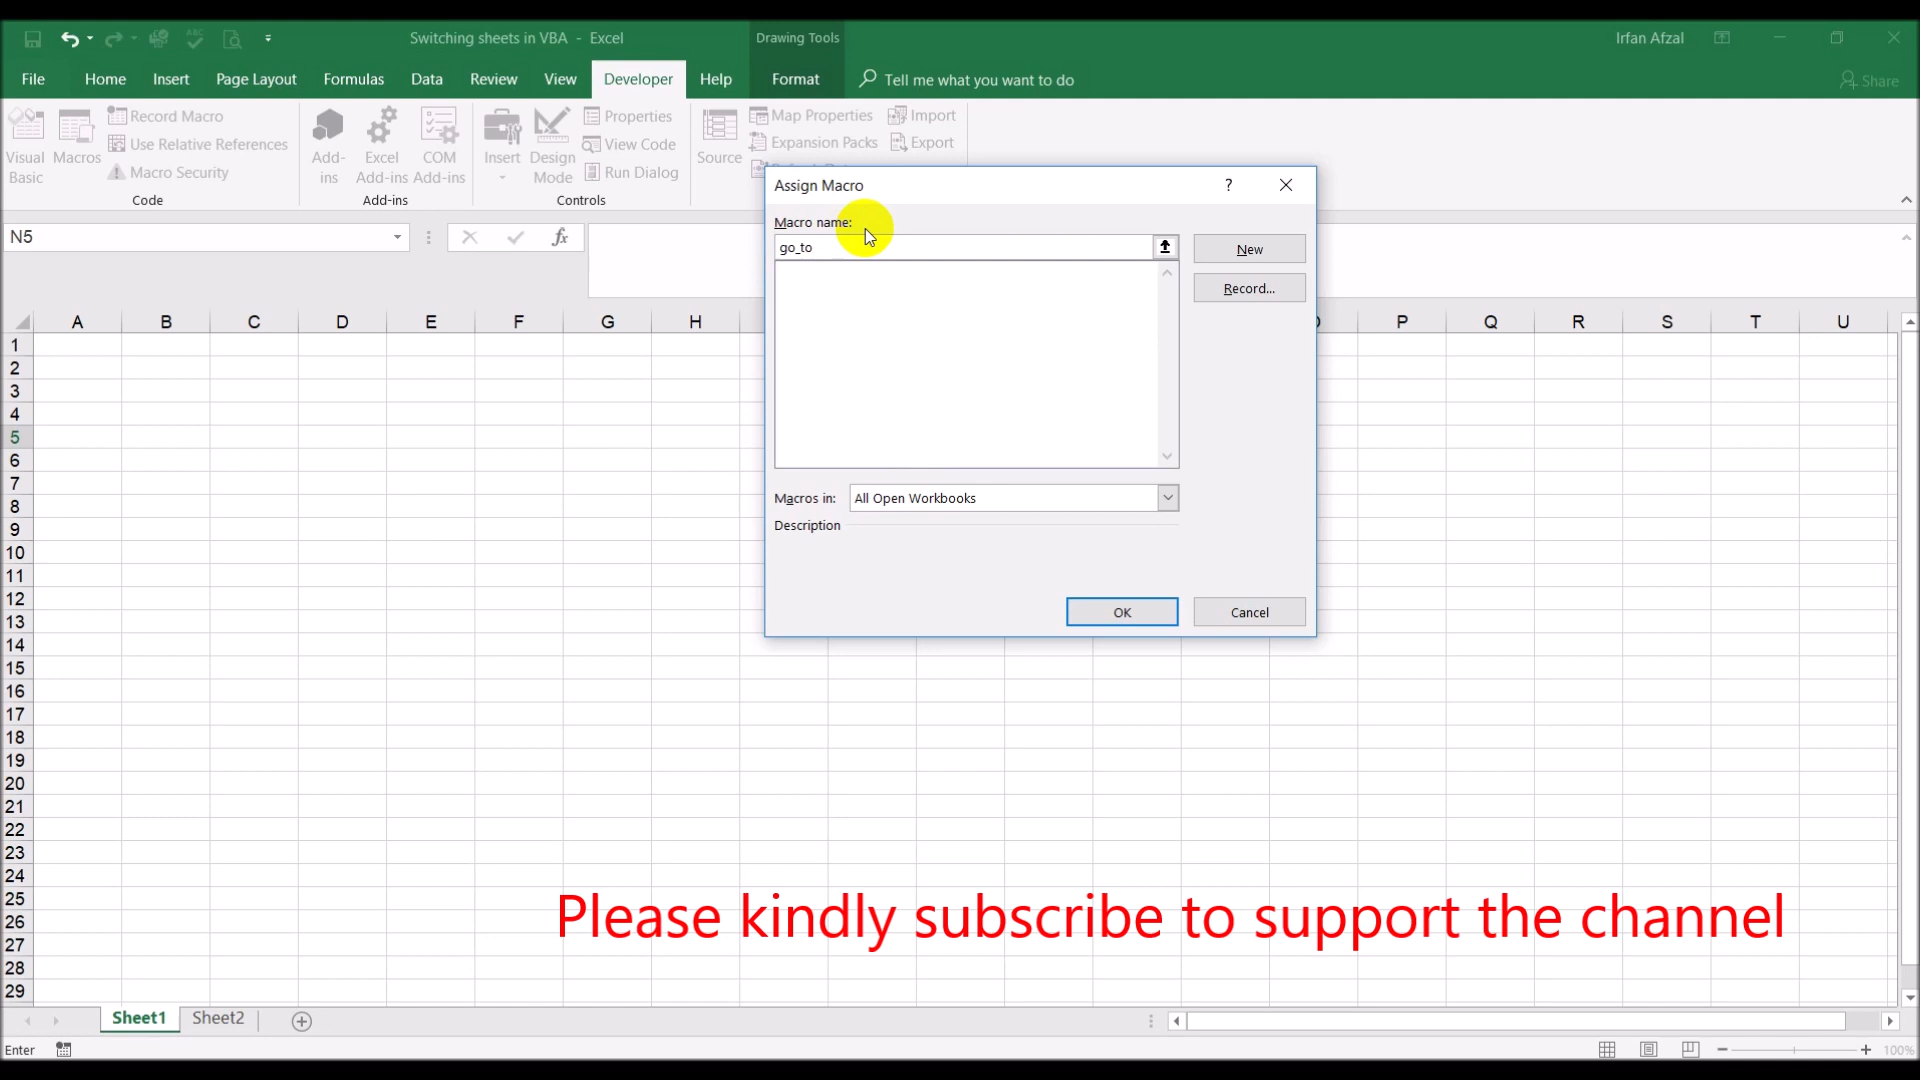 Switching sheets in VBA - Excel
Drawing Tools
Irfan Afzal
File Home Insert Page Layout Formulas Data Review View Developer Help Format Tell me what you want to do Share
Visual Basic
Macros
Record Macro
Use Relative References
Macro Security
Code
Add-ins
Excel Add-ins
COM Add-ins
Add-ins
Insert
Design Mode
Properties
View Code
Run Dialog
Controls
Source
Map Properties
Expansion Packs
Import
Export
N5
fx
Assign Macro
?
Macro name:
go_to
New
Record...
Macros in: All Open Workbooks
Description
OK Cancel
A B C D E F G H P Q R S T U
1
2
3
4
5
6
7
8
9
10
11
12
13
14
15
16
17
18
19
20
21
22
23
24
25
26
27
28
29
Please kindly subscribe to support the channel
Sheet1 Sheet2
Enter
100%